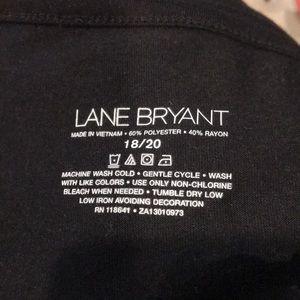 LANE BRYANT
MADE IN VIETNAM • 60% POLYESTER • 40% RAYON
18/20
MACHINE WASH COLD • GENTLE CYCLE • WASH
WITH LIKE COLORS • USE ONLY NON-CHLORINE
BLEACH WHEN NEEDED • TUMBLE DRY LOW
LOW IRON AVOIDING DECORATION
RN 118641 • ZA13010973